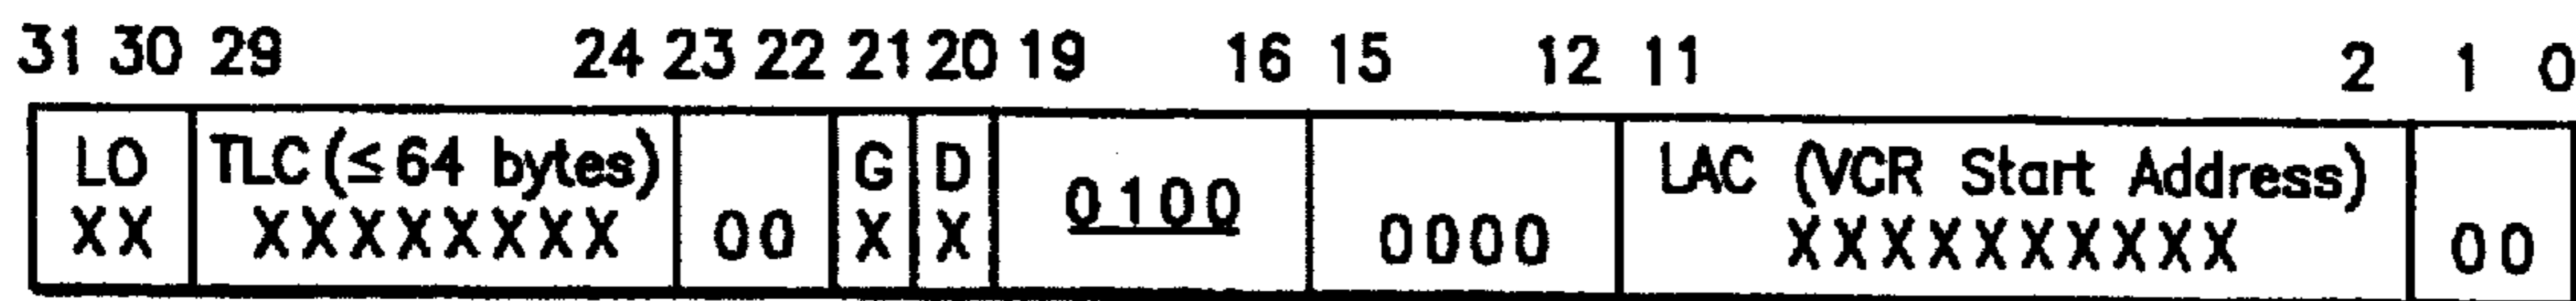 31 30 29 24 23 22 21 20 19 16 15 12 11 2 1 0
LO TLC (≤64 bytes) G D 0100 LAC (VCR Start Address)
XX XXXXXXXX 00 X X 0000 XXXXXXXXXX 00